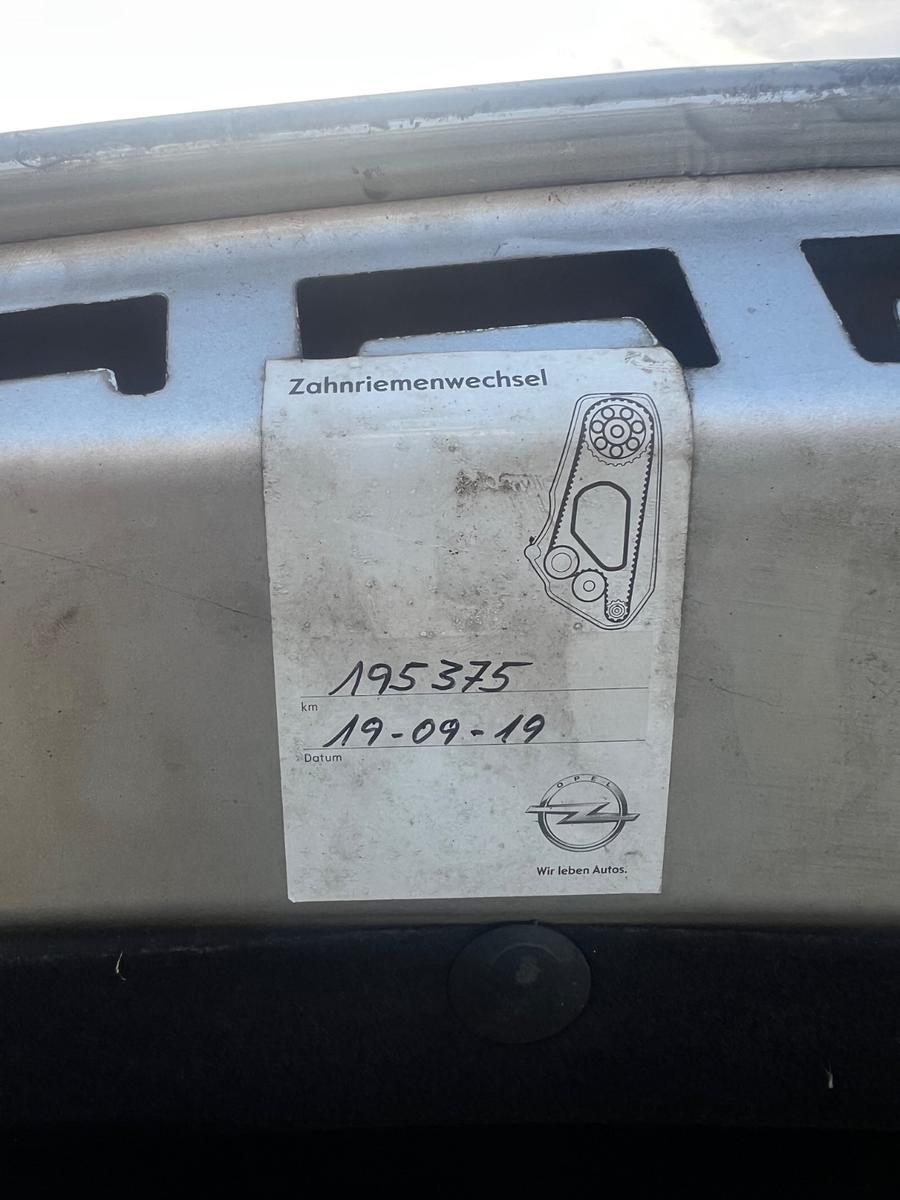 Zahnriemenwechsel
195375
km
19-09-19
Datum
OPEL
Wir leben Autos.